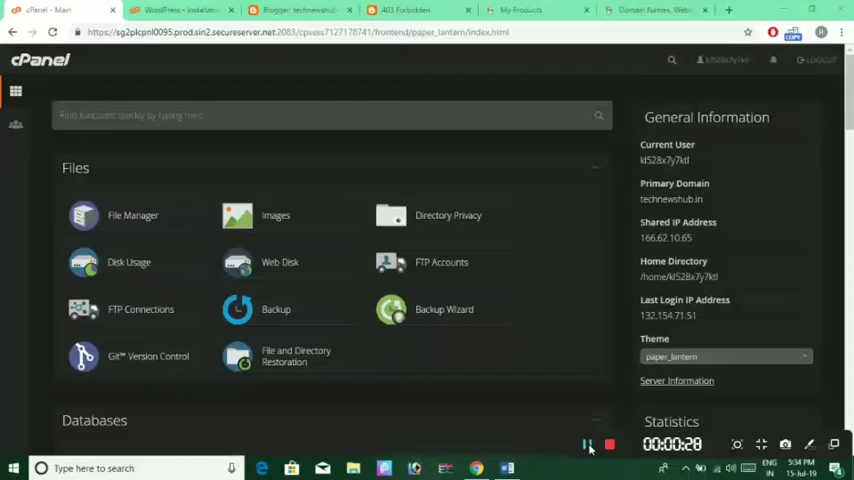 cPanel - Main
WordPress - Installatio
Blogger: technewshub
403 Forbidden
My Products
Domain Names, Webs
https://sg2plcpnl0095.prod.sin2.secureserver.net:2083/cpsess7127178741/frontend/paper_lantern/index.html
COPY
cPanel
kl528x7y7ktl
LOGOUT
Find functions quickly by typing here.
General Information
Current User
kl528x7y7ktl
Primary Domain
technewshub.in
Shared IP Address
166.62.10.65
Home Directory
/home/kl528x7y7ktl
Last Login IP Address
132.154.71.51
Theme
paper_lantern
Server Information
Statistics
Files
File Manager
Images
Directory Privacy
Disk Usage
Web Disk
FTP Accounts
FTP Connections
Backup
Backup Wizard
Git™ Version Control
File and Directory
Restoration
Databases
00:00:28
Type here to search
ENG
IN
5:34 PM
15-Jul-19